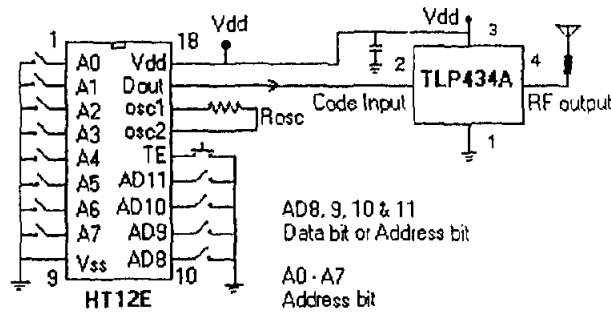 1
18
Vdd
A0
Vdd
A1
Dout
A2
osc1
Rosc
A3
osc2
A4
TE
A5
AD11
A6
AD10
A7
AD9
Vss
AD8
9
10
HT12E
Vdd
3
2
4
TLP434A
Code Input
RF output
1
AD8, 9, 10 & 11
Data bit or Address bit
A0 - A7
Address bit